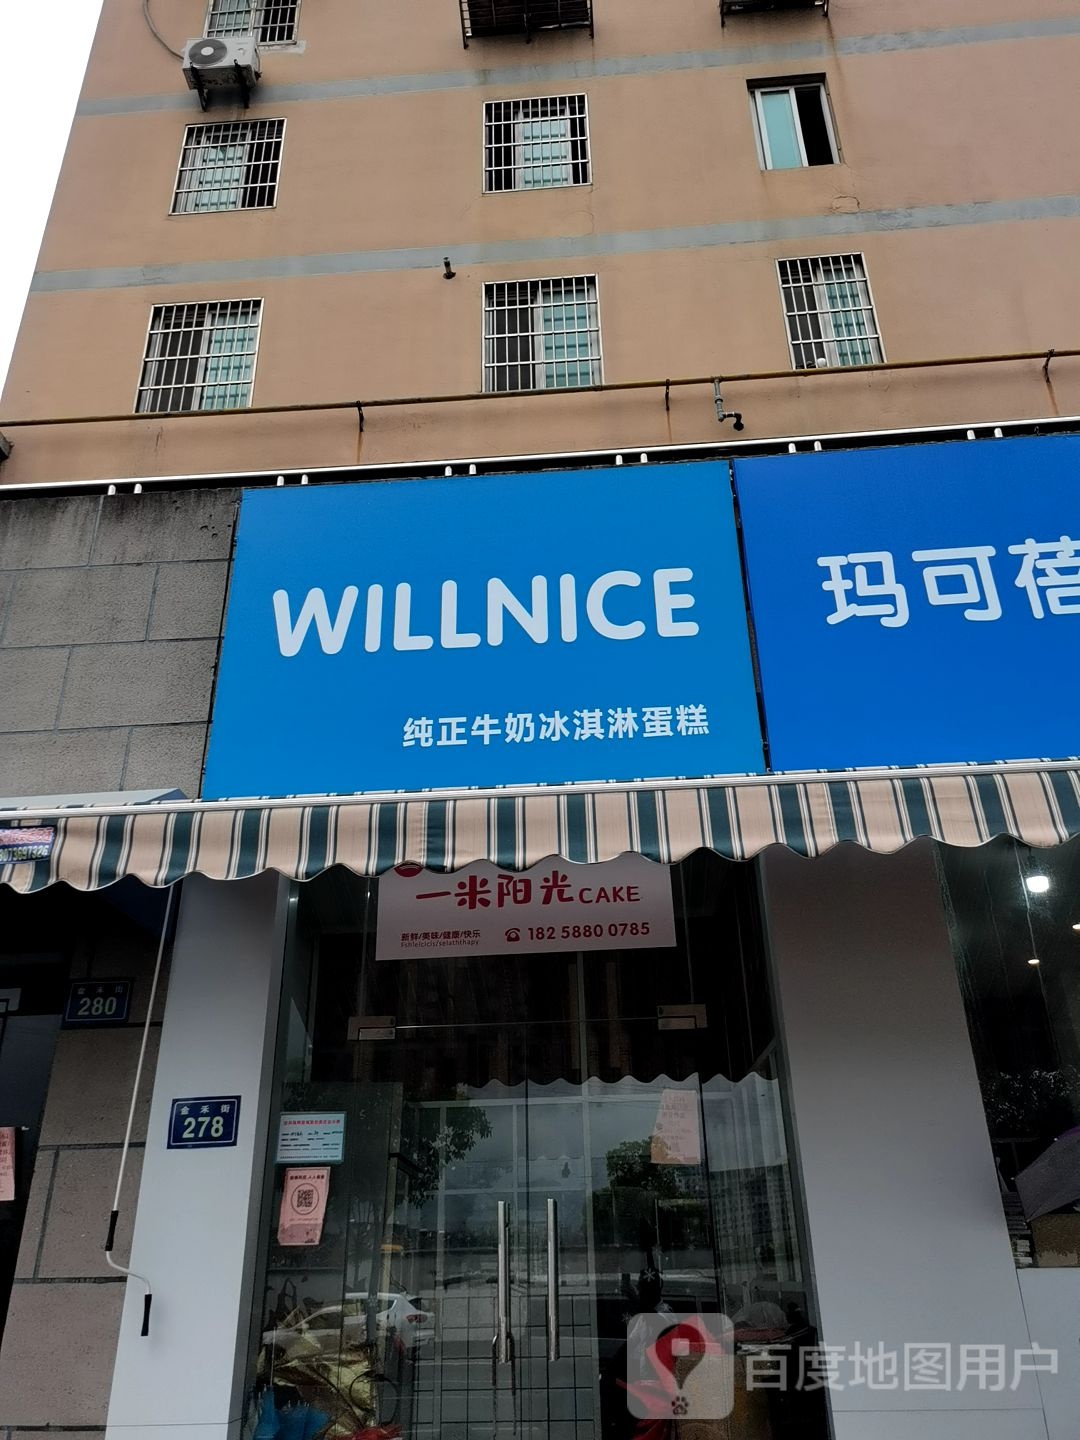 WILLNICE
纯正牛奶冰淇淋蛋糕
玛可蓓
一米阳光CAKE
新鲜/美味/健康/快乐
☎ 182 5880 0785
金禾街
280
金禾街
278
百度地图用户